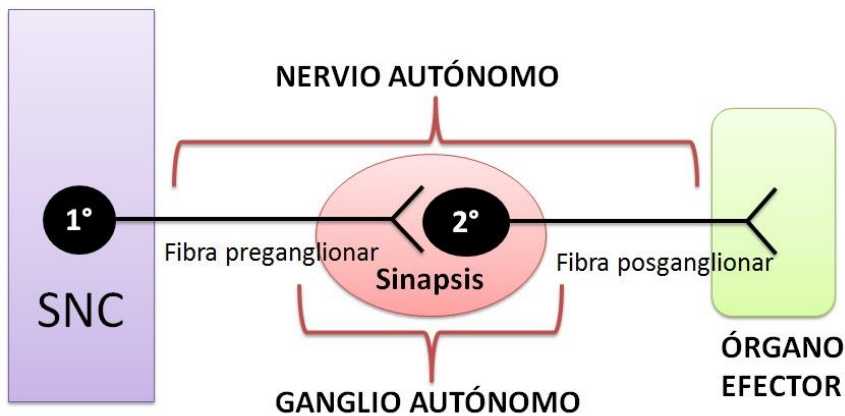 NERVIO AUTÓNOMO
1°
2°
Fibra preganglionar
Sinapsis
Fibra posganglionar
SNC
ÓRGANO
EFECTOR
GANGLIO AUTÓNOMO